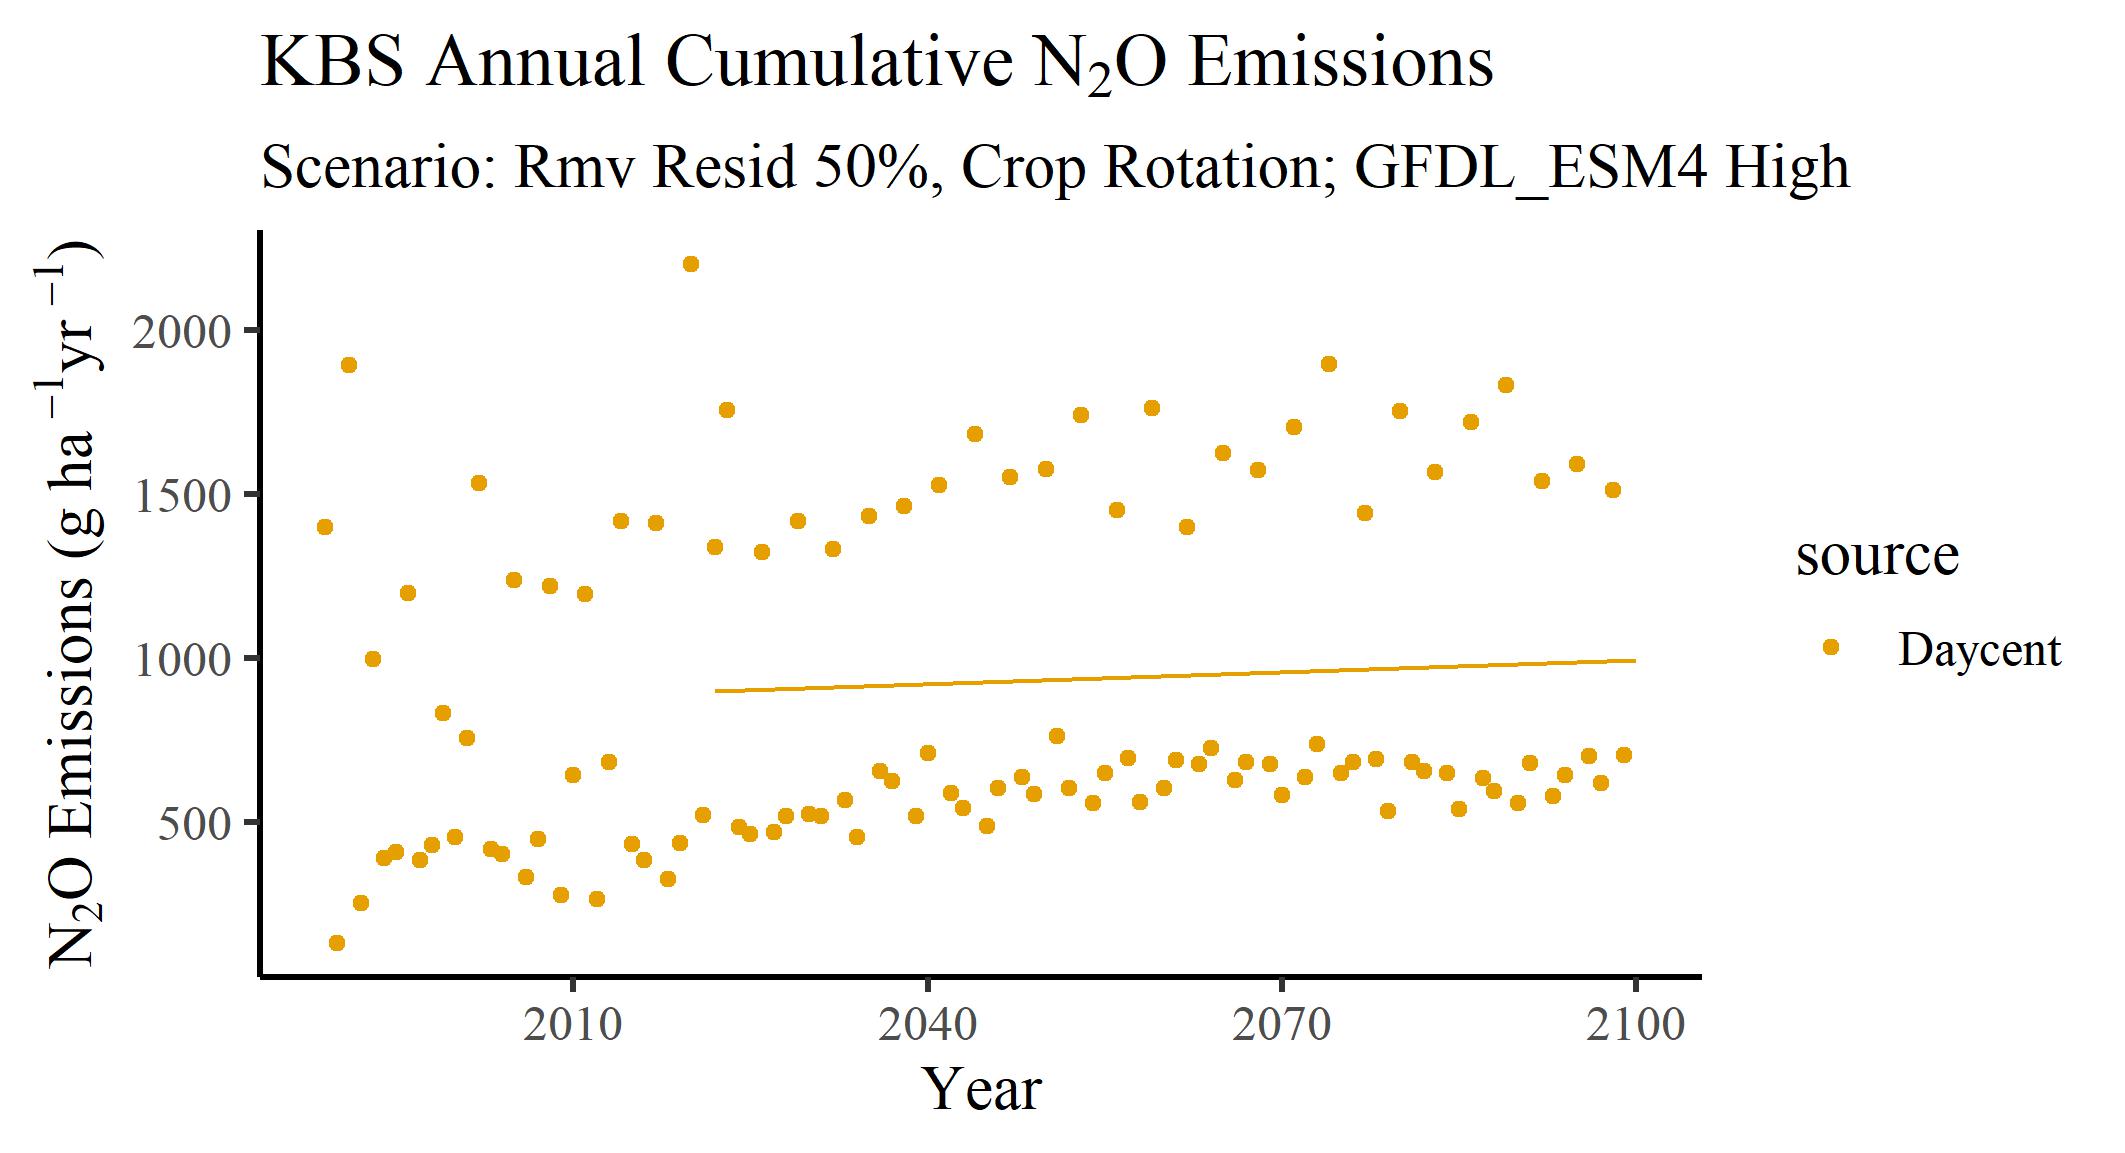 KBS Annual Cumulative N₂O Emissions
Scenario: Rmv Resid 50%, Crop Rotation; GFDL_ESM4 High
N₂O Emissions (g ha ⁻¹yr ⁻¹)
2000
1500
1000
500
2010 2040 2070 2100
Year
source
Daycent